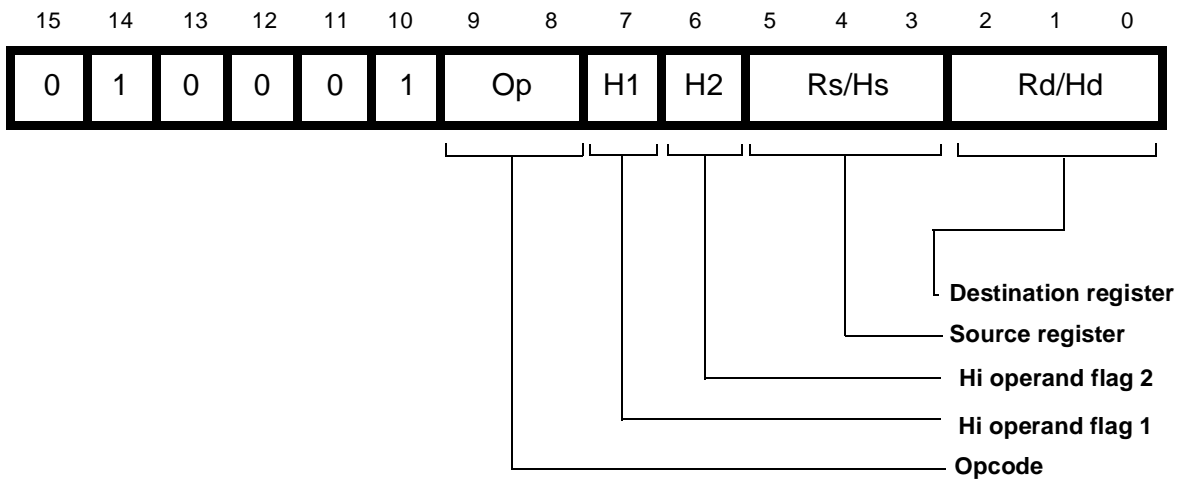 15 14 13 12 11 10 9 8 7 6 5 4 3 2 1 0
0 1 0 0 0 1 Op H1 H2 Rs/Hs Rd/Hd
Destination register
Source register
Hi operand flag 2
Hi operand flag 1
Opcode